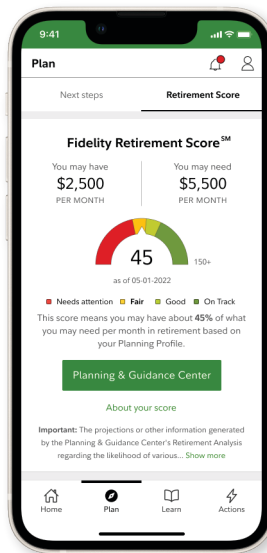 9:41
Plan
Next steps
Retirement Score
Fidelity Retirement Score℠
You may have
$2,500
PER MONTH
You may need
$5,500
PER MONTH
45
150+
as of 05-01-2022
Needs attention
Fair
Good
On Track
This score means you may have about 45% of what
you may need per month in retirement based on
your Planning Profile.
Planning & Guidance Center
About your score
Important: The projections or other information generated
by the Planning & Guidance Center's Retirement Analysis
regarding the likelihood of various... Show more
Home
Plan
Learn
Actions